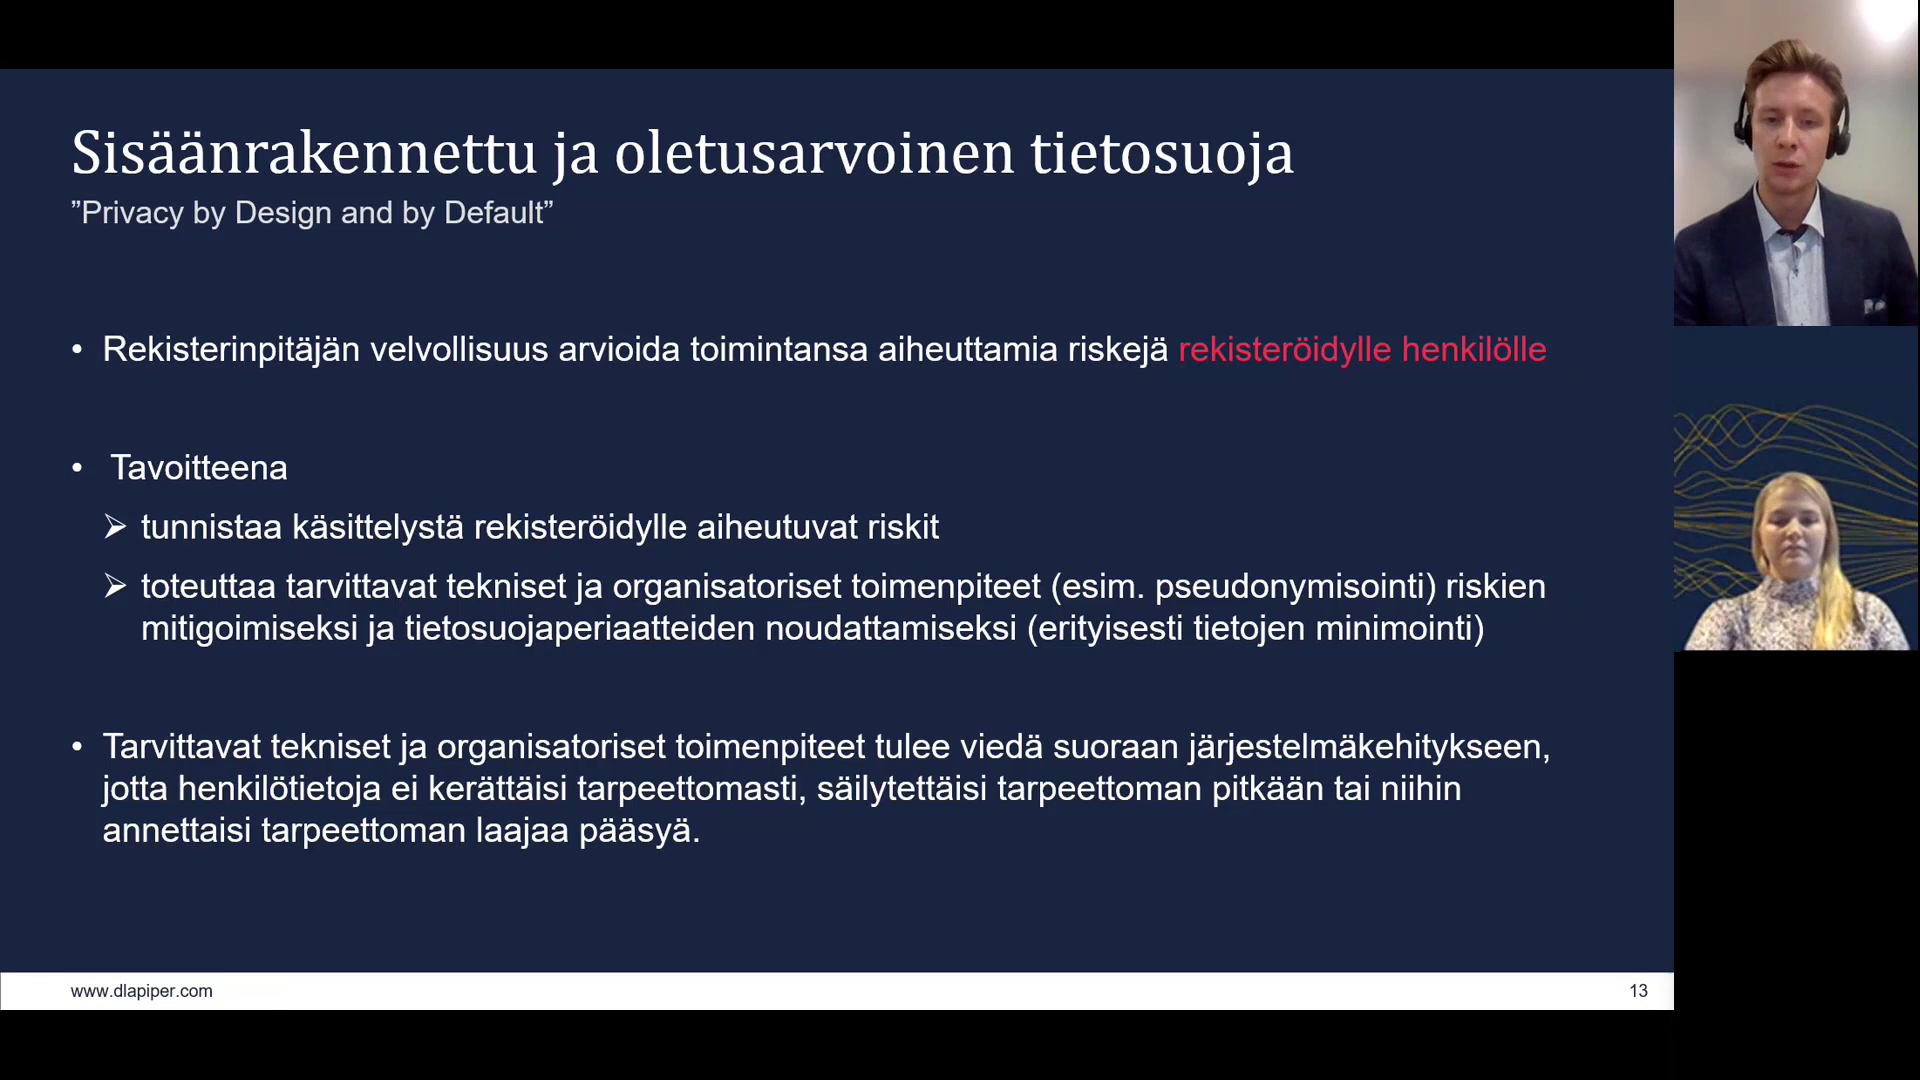 Sisäänrakennettu ja oletusarvoinen tietosuoja
”Privacy by Design and by Default”
• Rekisterinpitäjän velvollisuus arvioida toimintansa aiheuttamia riskejä rekisteröidylle henkilölle
• Tavoitteena
➢ tunnistaa käsittelystä rekisteröidylle aiheutuvat riskit
➢ toteuttaa tarvittavat tekniset ja organisatoriset toimenpiteet (esim. pseudonymisointi) riskien
mitigoimiseksi ja tietosuojaperiaatteiden noudattamiseksi (erityisesti tietojen minimointi)
• Tarvittavat tekniset ja organisatoriset toimenpiteet tulee viedä suoraan järjestelmäkehitykseen,
jotta henkilötietoja ei kerättäisi tarpeettomasti, säilytettäisi tarpeettoman pitkään tai niihin
annettaisi tarpeettoman laajaa pääsyä.
www.dlapiper.com
13